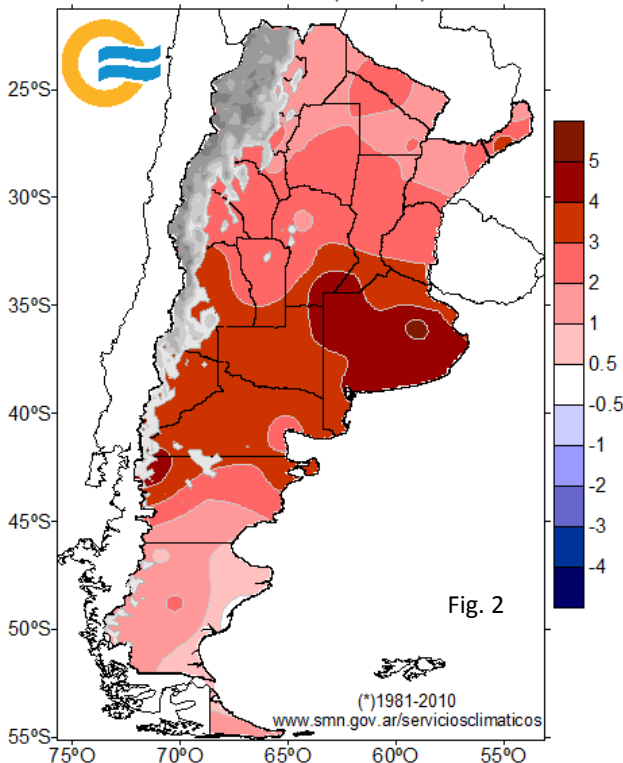 25ºS
30ºS
35ºS
40ºS
45ºS
50ºS
55ºS
5
4
3
2
1
0.5
-0.5
-1
-2
-3
-4
Fig. 2
(*)1981-2010
www.smn.gov.ar/serviciosclimaticos
75ºO 70ºO 65ºO 60ºO 55ºO